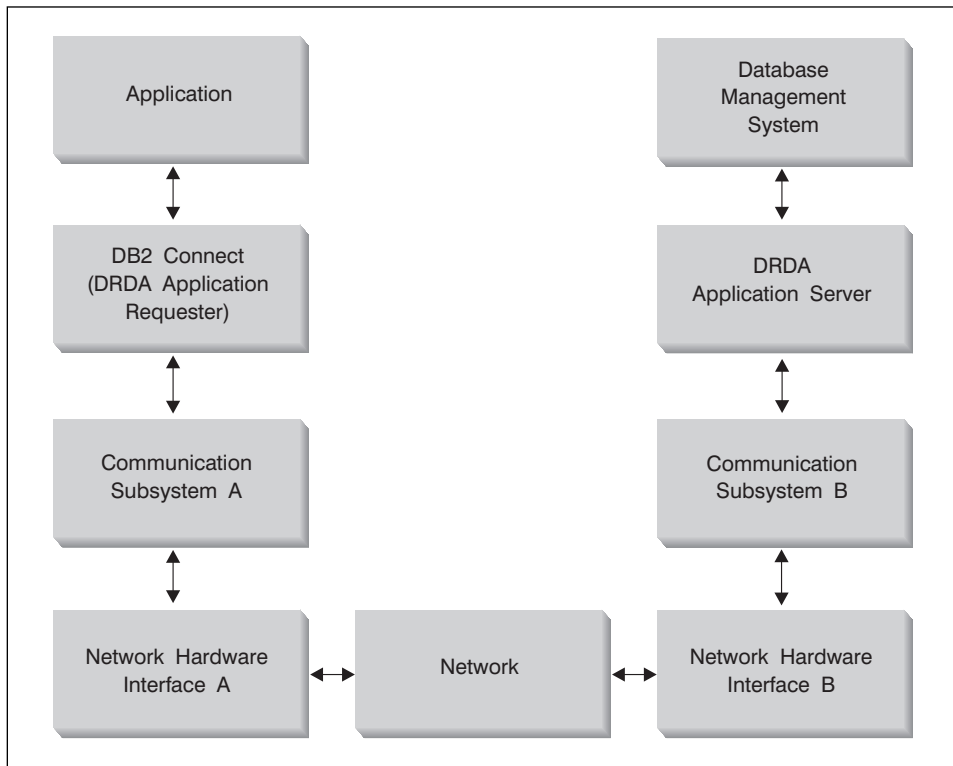 Application
Database
Management
System
DB2 Connect
(DRDA Application
Requester)
DRDA
Application Server
Communication
Subsystem A
Communication
Subsystem B
Network Hardware
Interface A
Network
Network Hardware
Interface B